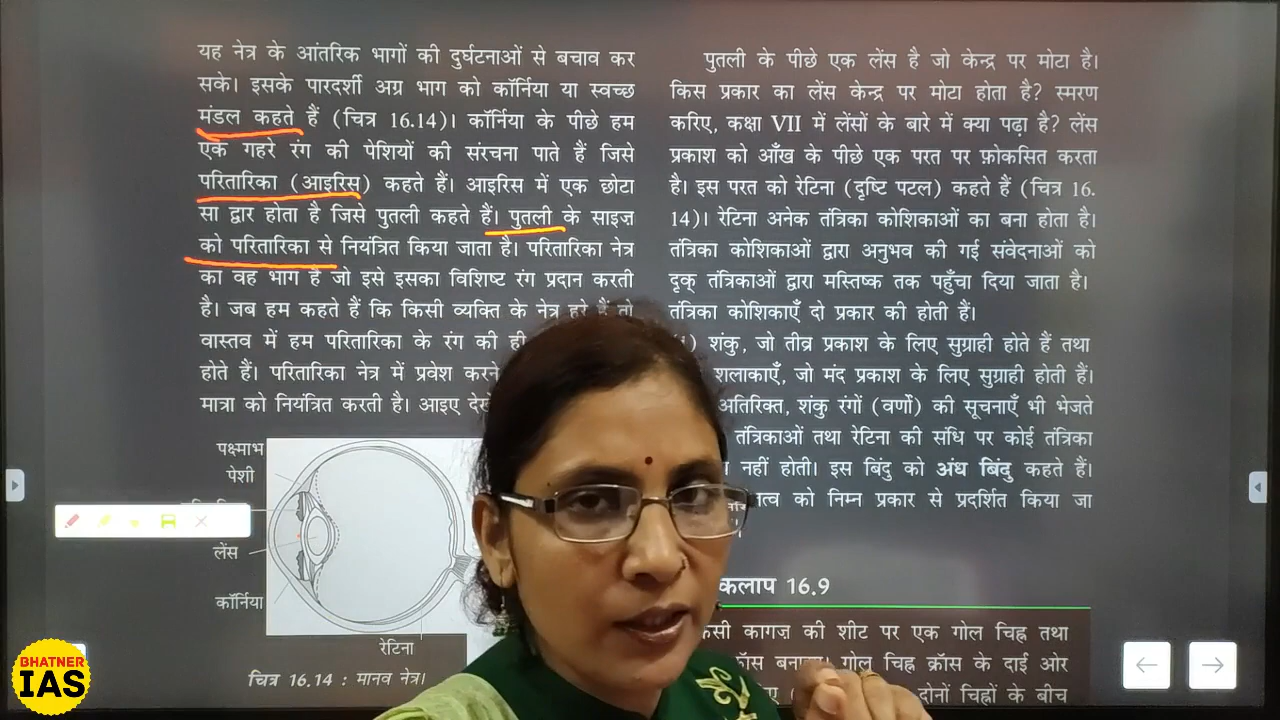 यह नेत्र के आंतरिक भागों की दुर्घटनाओं से बचाव कर
सके। इसके पारदर्शी अग्र भाग को कॉर्निया या स्वच्छ
मंडल कहते हैं (चित्र 16.14)। कॉर्निया के पीछे हम
एक गहरे रंग की पेशियों की संरचना पाते हैं जिसे
परितारिका (आइरिस) कहते हैं। आइरिस में एक छोटा
सा द्वार होता है जिसे पुतली कहते हैं। पुतली के साइज़
को परितारिका से नियंत्रित किया जाता है। परितारिका नेत्र
का वह भाग है जो इसे इसका विशिष्ट रंग प्रदान करती
है। जब हम कहते हैं कि किसी व्यक्ति के नेत्र हरे हैं तो
वास्तव में हम परितारिका के रंग की ही
होते हैं। परितारिका नेत्र में प्रवेश करने
मात्रा को नियंत्रित करती है। आइए
पक्ष्माभ
पेशी
लेंस
कॉर्निया
रेटिना
चित्र 16.14 : मानव नेत्र।
पुतली के पीछे एक लेंस है जो केन्द्र पर मोटा है।
किस प्रकार का लेंस केन्द्र पर मोटा होता है? स्मरण
करिए, कक्षा VII में लेंसों के बारे में क्या पढ़ा है? लेंस
प्रकाश को आँख के पीछे एक परत पर फ़ोकसित करता
है। इस परत को रेटिना (दृष्टि पटल) कहते हैं (चित्र 16.
14)। रेटिना अनेक तंत्रिका कोशिकाओं का बना होता है।
तंत्रिका कोशिकाओं द्वारा अनुभव की गई संवेदनाओं को
दृक् तंत्रिकाओं द्वारा मस्तिष्क तक पहुँचा दिया जाता है।
तंत्रिका कोशिकाएँ दो प्रकार की होती हैं।
शंकु, जो तीव्र प्रकाश के लिए सुग्राही होते हैं तथा
शलाकाएँ, जो मंद प्रकाश के लिए सुग्राही होती हैं।
अतिरिक्त, शंकु रंगों (वर्णों) की सूचनाएँ भी भेजते
तंत्रिकाओं तथा रेटिना की संधि पर कोई तंत्रिका
नहीं होती। इस बिंदु को अंध बिंदु कहते हैं।
को निम्न प्रकार से प्रदर्शित किया जा
कलाप 16.9
कागज की शीट पर एक गोल चिह्न तथा
गोल चिह्न क्रॉस के दाईं ओर
दोनों चिह्नों के बीच
BHATNER
IAS